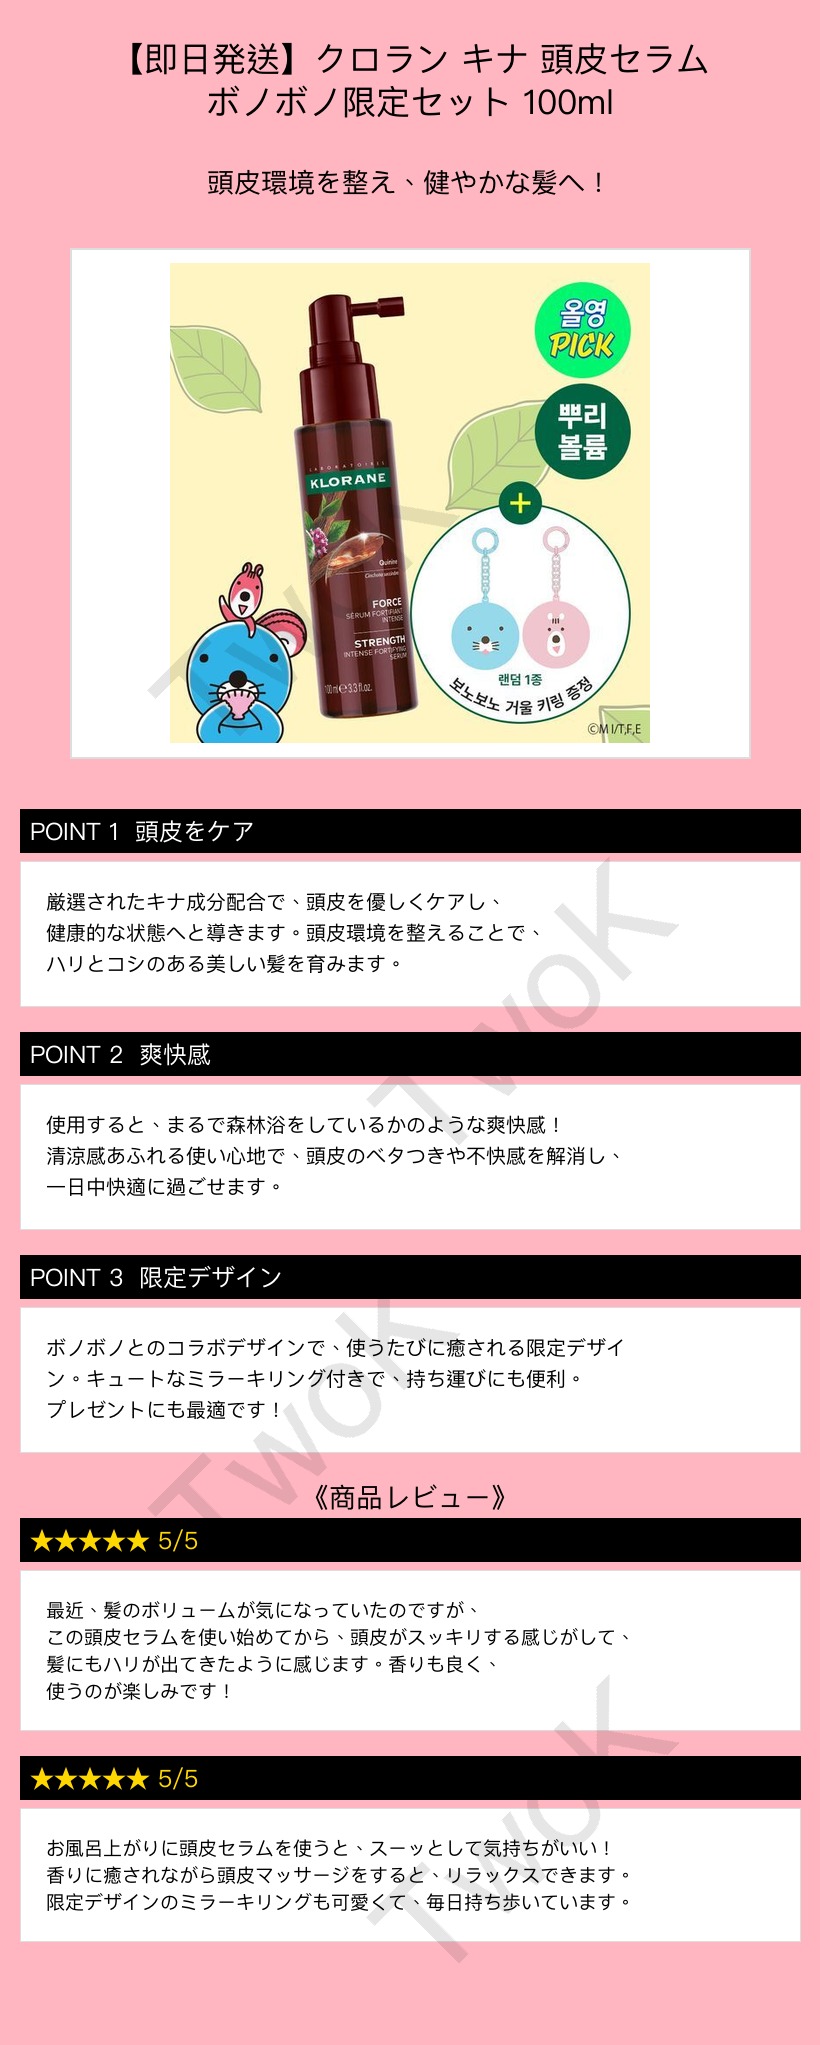 【即日発送】クロラン キナ 頭皮セラム
ボノボノ限定セット 100ml
頭皮環境を整え、健やかな髪へ！
올영
PICK
뿌리
볼륨
LABORATOIRES
KLORANE
Quinine
FORCE
SÉRUM FORTIFIANT
INTENSE
STRENGTH
INTENSE FORTIFYING
SERUM
100 ml e 3.3 fl.oz.
+
랜덤 1종
보노보노 거울 키링 증정
©M I/T,F,E
TwoK
POINT 1 頭皮をケア
厳選されたキナ成分配合で、頭皮を優しくケアし、
健康的な状態へと導きます。頭皮環境を整えることで、
ハリとコシのある美しい髪を育みます。
TwoK
POINT 2 爽快感
使用すると、まるで森林浴をしているかのような爽快感！
清涼感あふれる使い心地で、頭皮のベタつきや不快感を解消し、
一日中快適に過ごせます。
POINT 3 限定デザイン
ボノボノとのコラボデザインで、使うたびに癒される限定デザイ
ン。キュートなミラーキリング付きで、持ち運びにも便利。
プレゼントにも最適です！
TwoK
《商品レビュー》
★★★★★ 5/5
最近、髪のボリュームが気になっていたのですが、
この頭皮セラムを使い始めてから、頭皮がスッキリする感じがして、
髪にもハリが出てきたように感じます。香りも良く、
使うのが楽しみです！
★★★★★ 5/5
お風呂上がりに頭皮セラムを使うと、スーッとして気持ちがいい！
香りに癒されながら頭皮マッサージをすると、リラックスできます。
限定デザインのミラーキリングも可愛くて、毎日持ち歩いています。
TwoK